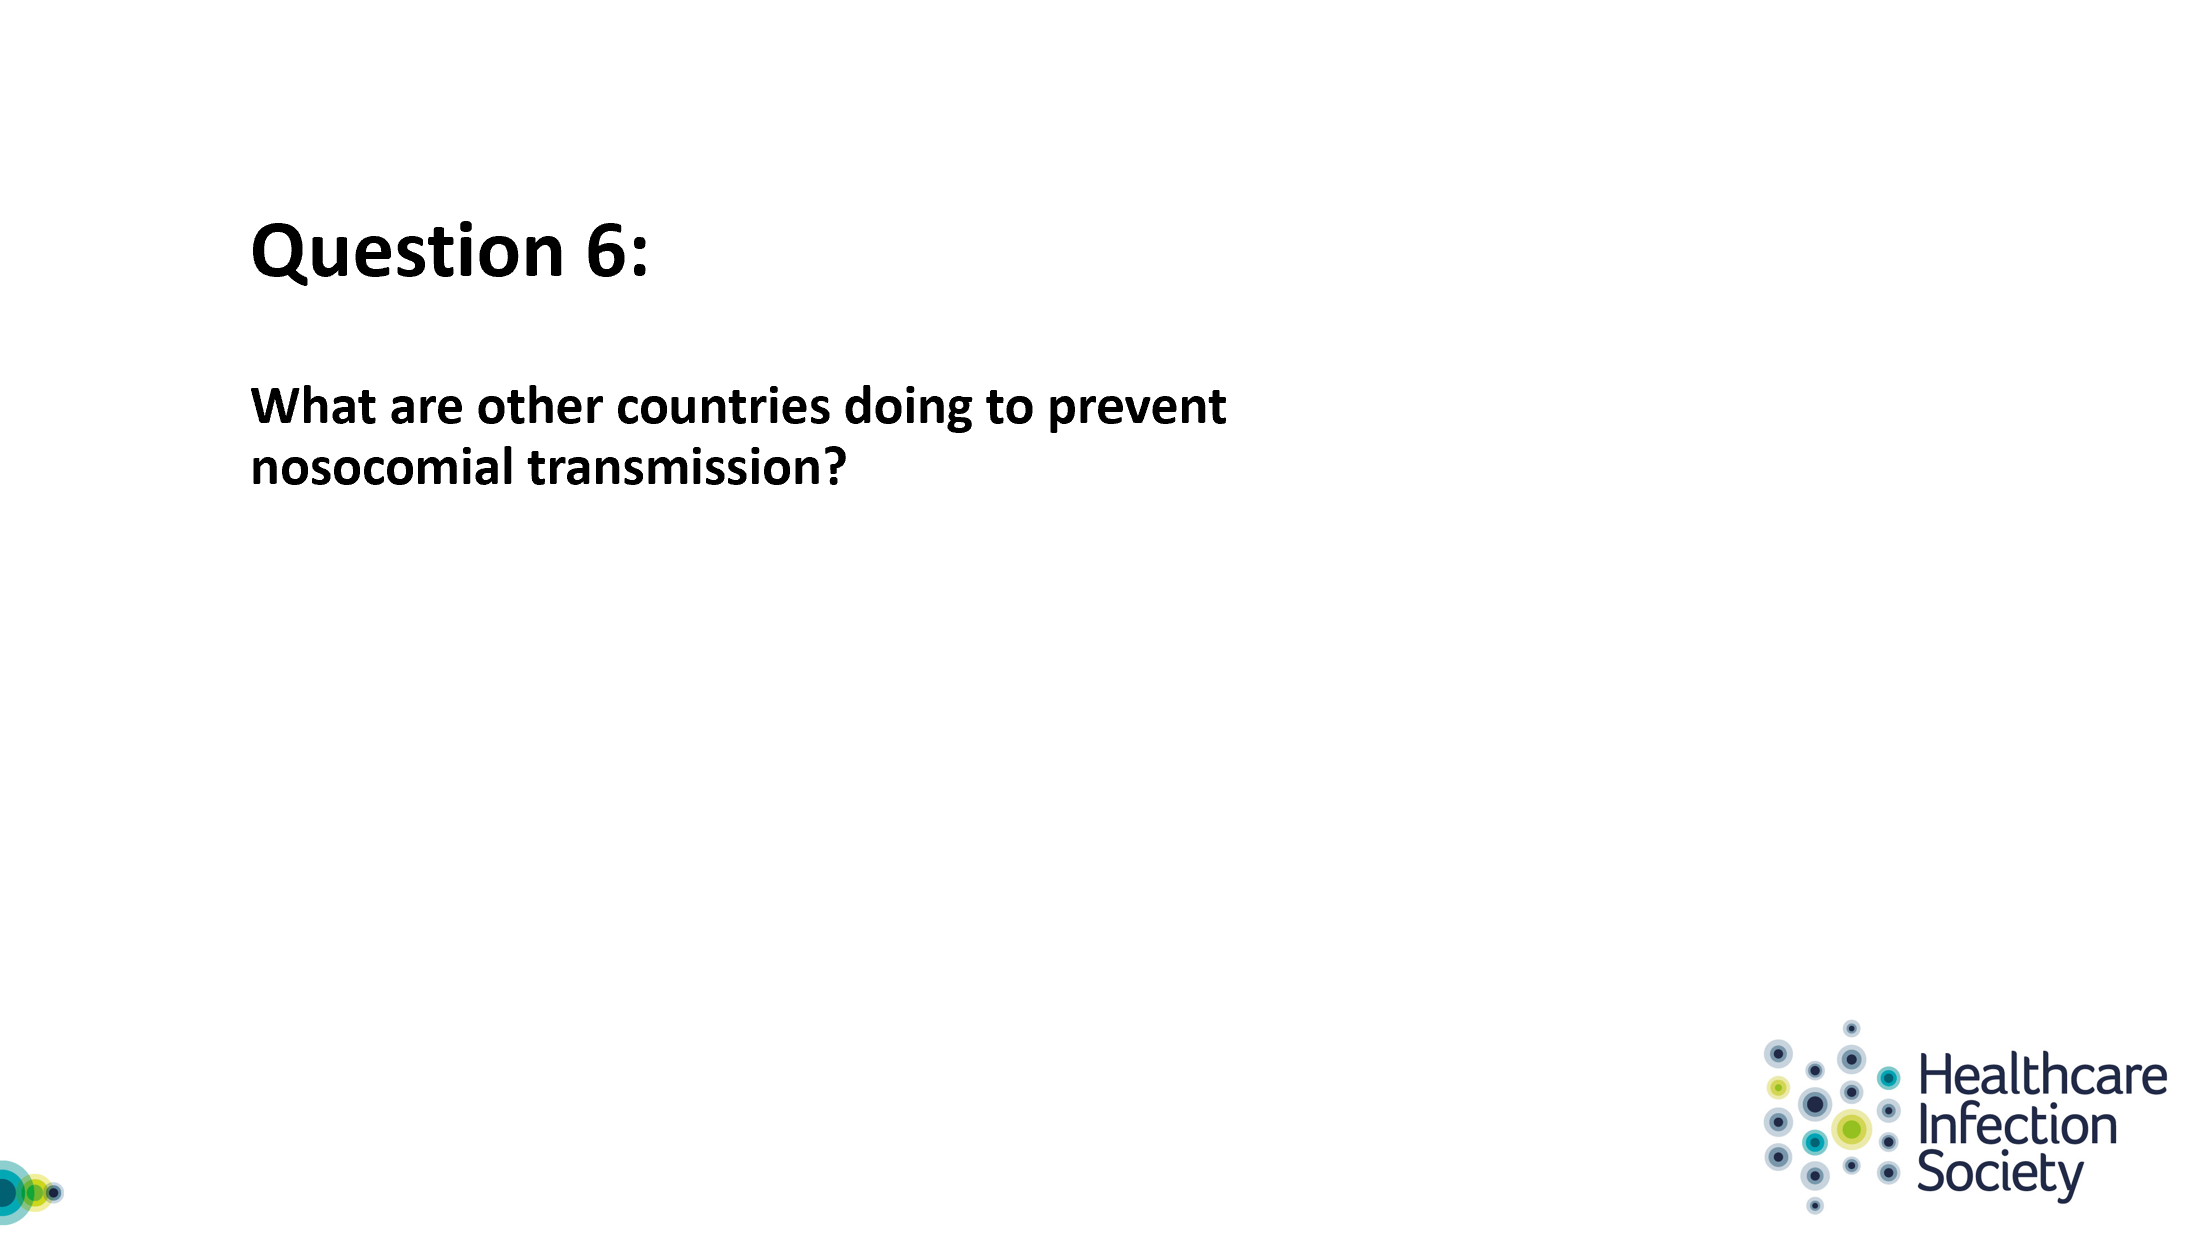 Question 6:
What are other countries doing to prevent
nosocomial transmission?
Healthcare
Infection
Society